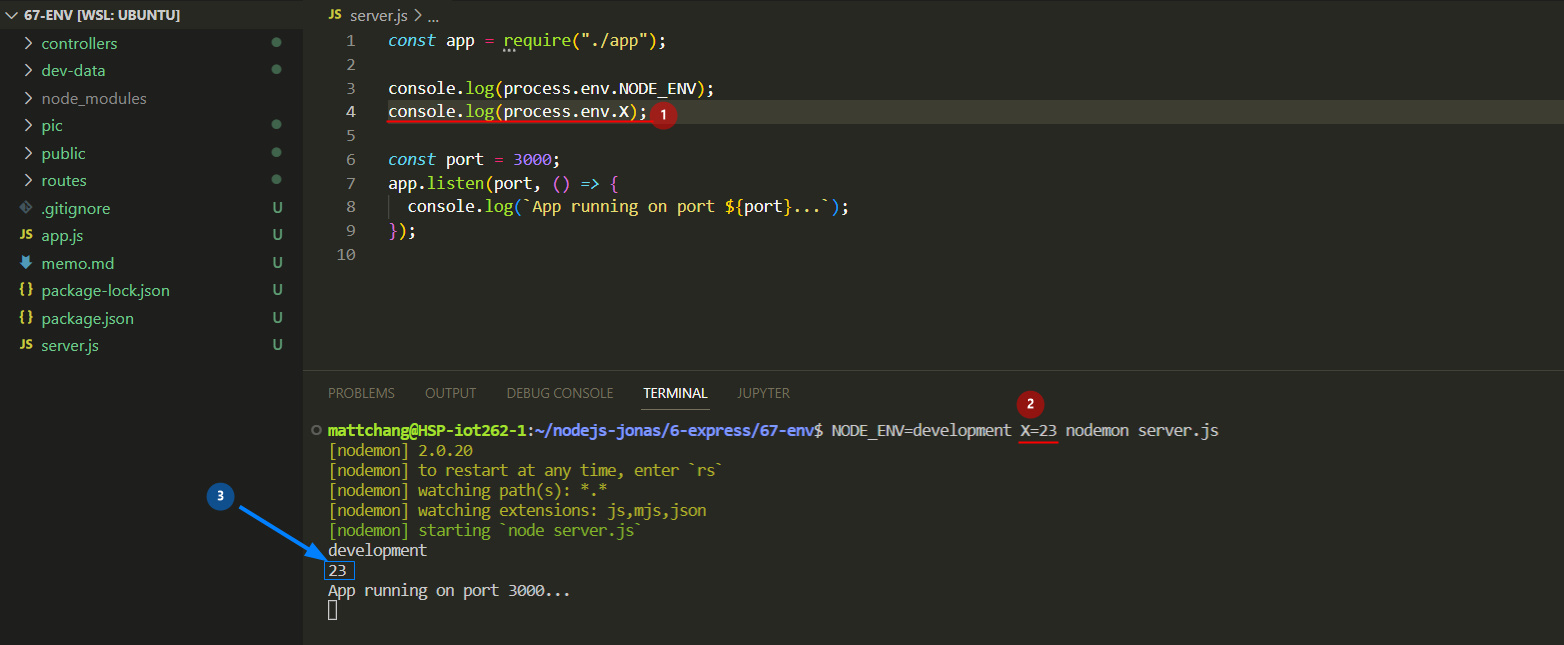 67-ENV [WSL: UBUNTU]
controllers
dev-data
node_modules
pic
public
routes
.gitignore U
JS app.js U
memo.md U
{} package-lock.json U
{} package.json U
JS server.js U
JS server.js > ...
1 const app = require("./app");
2
3 console.log(process.env.NODE_ENV);
4 console.log(process.env.X); 1
5
6 const port = 3000;
7 app.listen(port, () => {
8 console.log(`App running on port ${port}...`);
9 });
10
PROBLEMS OUTPUT DEBUG CONSOLE TERMINAL JUPYTER
2
mattchang@HSP-iot262-1:~/nodejs-jonas/6-express/67-env$ NODE_ENV=development X=23 nodemon server.js
[nodemon] 2.0.20
[nodemon] to restart at any time, enter `rs`
[nodemon] watching path(s): *.*
3
[nodemon] watching extensions: js,mjs,json
[nodemon] starting `node server.js`
development
23
App running on port 3000...